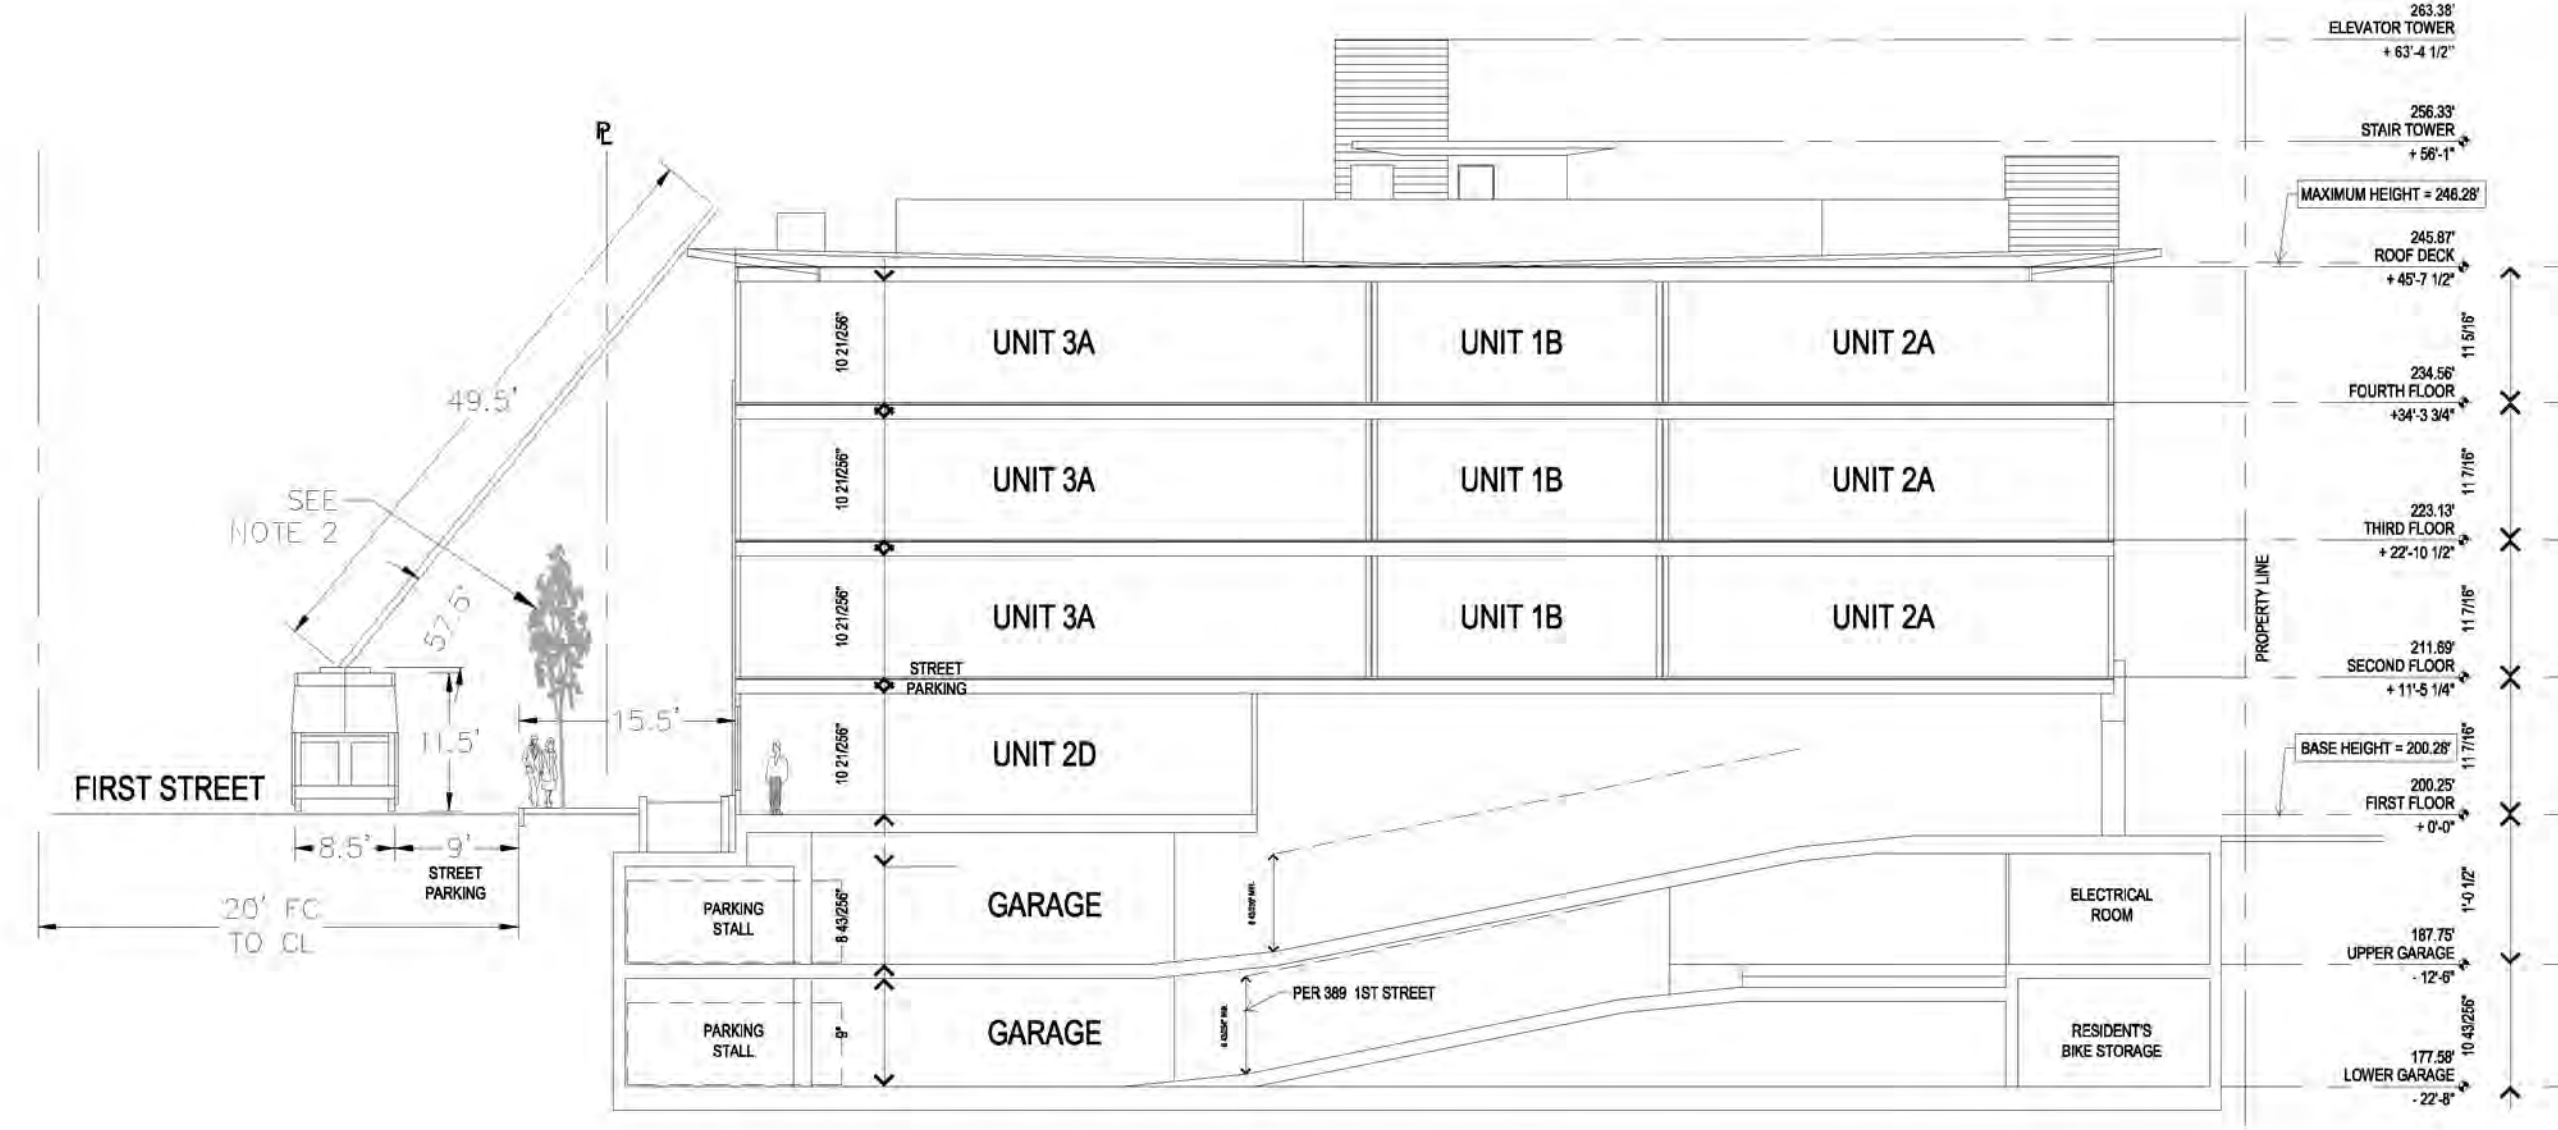 263.38'
ELEVATOR TOWER
+ 63'-4 1/2"
256.33'
STAIR TOWER
+ 56'-1"
MAXIMUM HEIGHT = 246.28'
245.87'
ROOF DECK
+ 45'-7 1/2"
11 5/16"
234.56'
FOURTH FLOOR
+34'-3 3/4"
11 7/16"
223.13'
THIRD FLOOR
+ 22'-10 1/2"
11 7/16"
PROPERTY LINE
211.69'
SECOND FLOOR
+ 11'-5 1/4"
11 7/16"
BASE HEIGHT = 200.28'
200.25'
FIRST FLOOR
+ 0'-0"
1'-0 1/2"
187.75'
UPPER GARAGE
- 12'-6"
10 43/256"
177.58'
LOWER GARAGE
- 22'-8"
PL
49.5'
SEE
NOTE 2
57.5°
11.5'
15.5'
FIRST STREET
8.5'
9'
STREET
PARKING
20' FC
TO CL
10 21/256"
UNIT 3A
UNIT 1B
UNIT 2A
10 21/256"
UNIT 3A
UNIT 1B
UNIT 2A
10 21/256"
UNIT 3A
UNIT 1B
UNIT 2A
STREET
PARKING
10 21/256"
UNIT 2D
PARKING
STALL
8 43/256"
GARAGE
ELECTRICAL
ROOM
PER 389 1ST STREET
PARKING
STALL
9"
GARAGE
RESIDENT'S
BIKE STORAGE